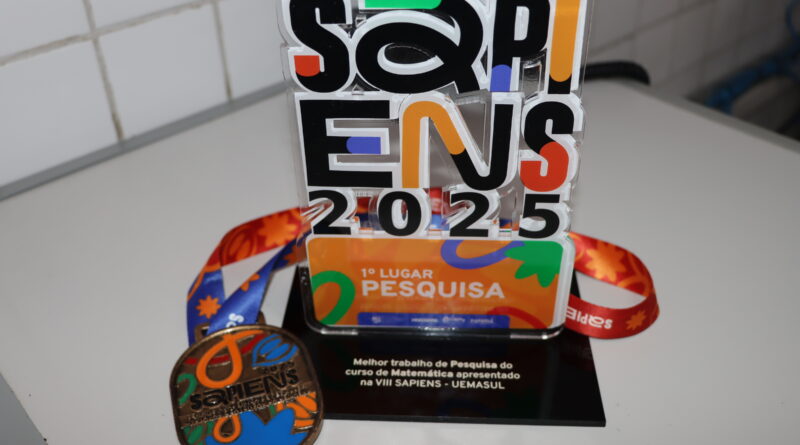 SAPI
ENS
2025
1º LUGAR
PESQUISA
Melhor trabalho de Pesquisa do
curso de Matemática apresentado
na VIII SAPIENS - UEMASUL
SAPIENS
SAPIE